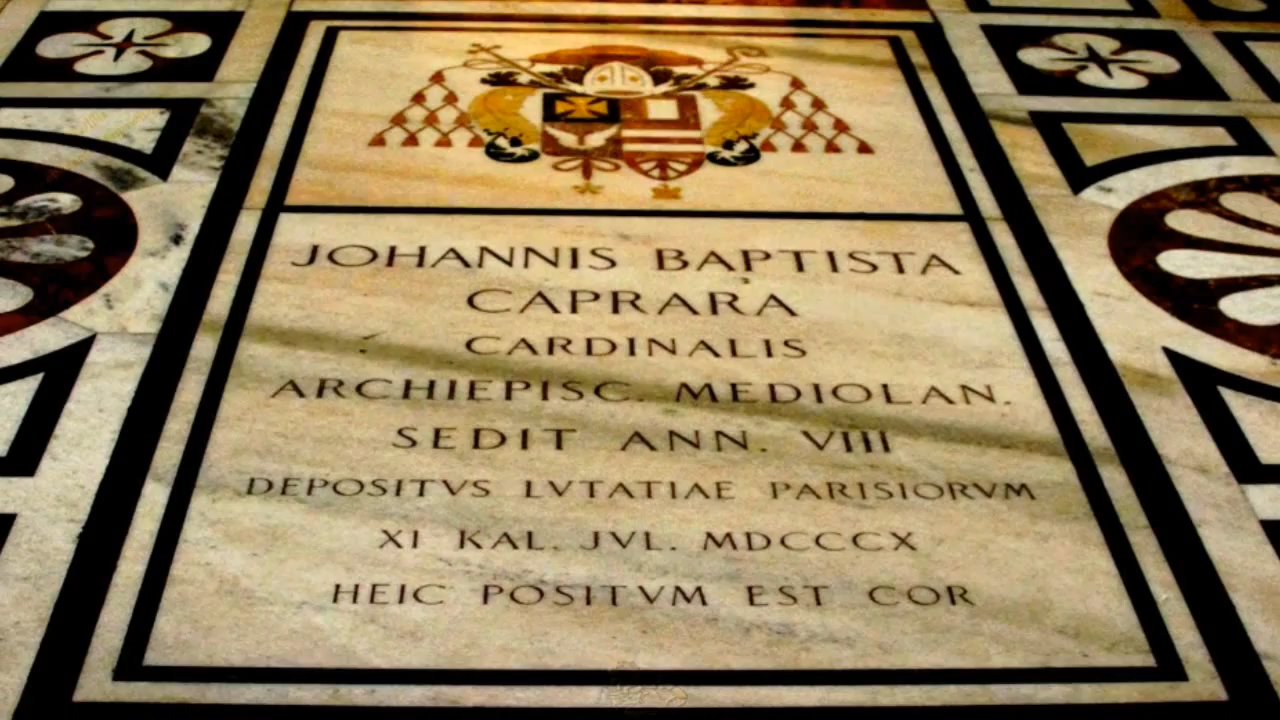 JOHANNIS BAPTISTA
CAPRARA
CARDINALIS
ARCHIEPISC. MEDIOLAN.
SEDIT ANN. VIII
DEPOSITVS LVTATIAE PARISIORVM
XI KAL. JVL. MDCCCX
HEIC POSITVM EST COR